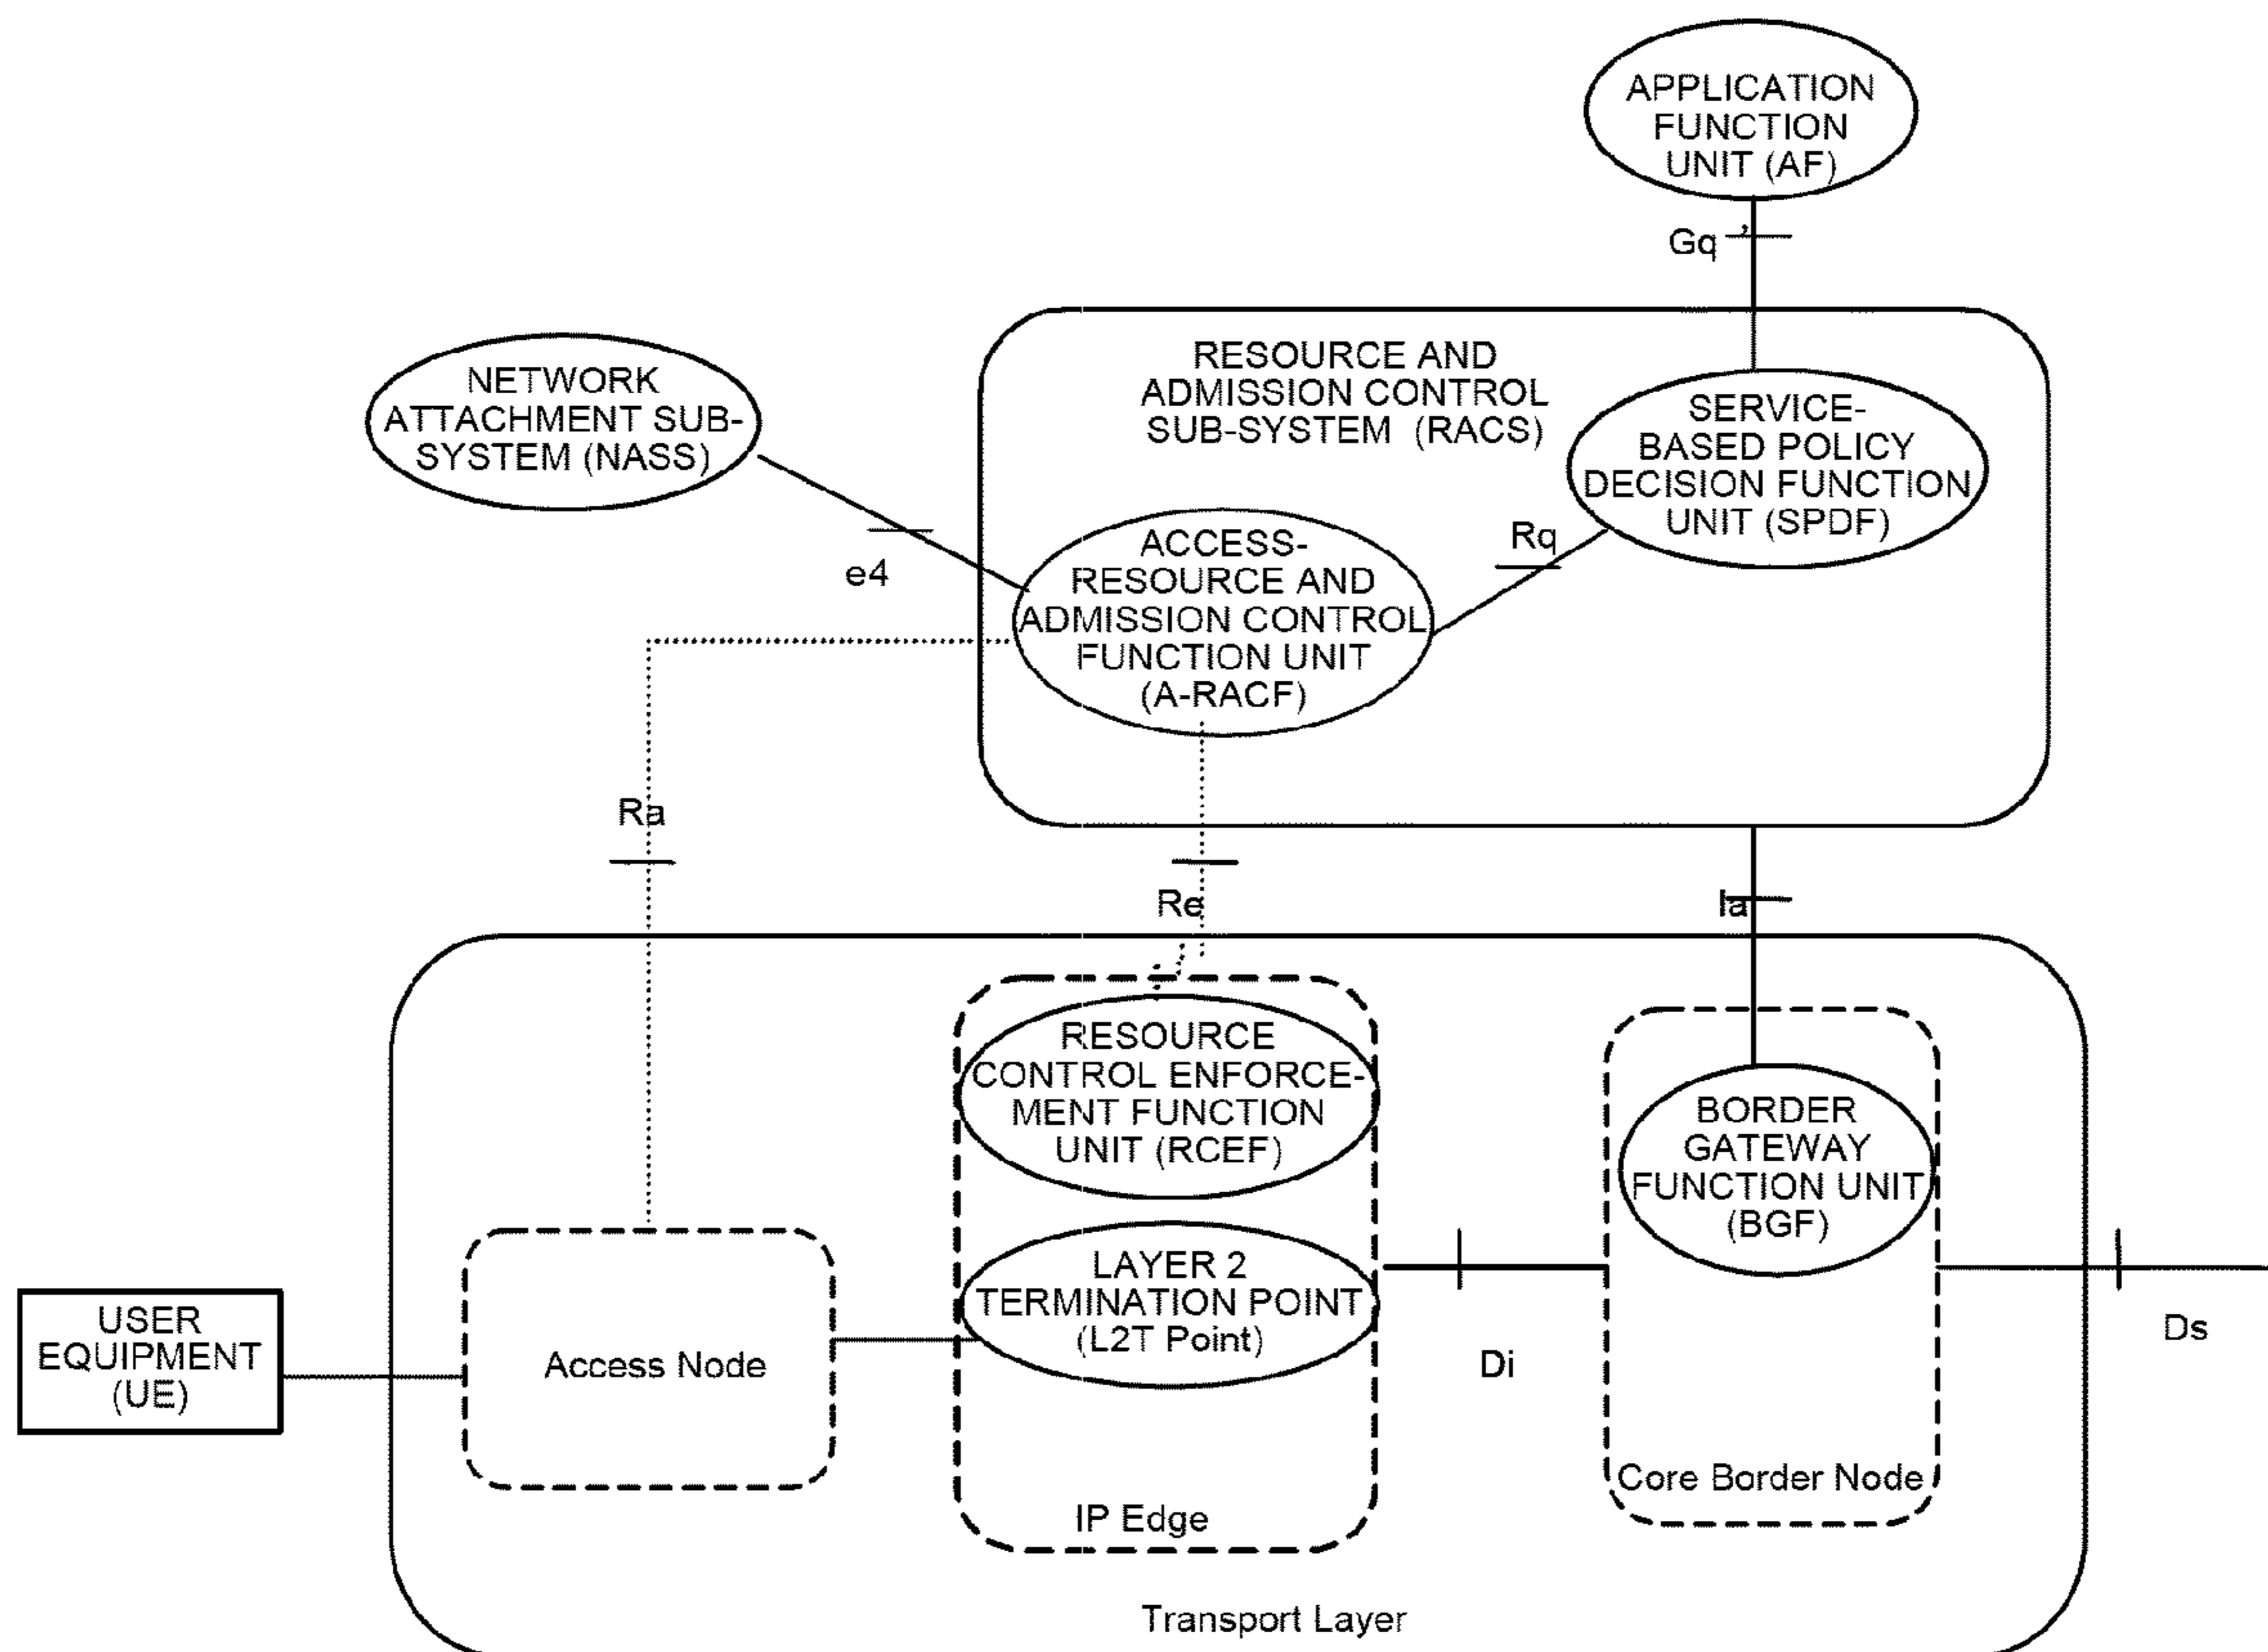 APPLICATION
FUNCTION
UNIT (AF)
Gq'
RESOURCE AND
ADMISSION CONTROL
SUB-SYSTEM (RACS)
NETWORK
ATTACHMENT SUB-
SYSTEM (NASS)
SERVICE-
BASED POLICY
DECISION FUNCTION
UNIT (SPDF)
e4
ACCESS-
RESOURCE AND
ADMISSION CONTROL
FUNCTION UNIT
(A-RACF)
Rq
Ra
Re
Ia
RESOURCE
CONTROL ENFORCE-
MENT FUNCTION
UNIT (RCEF)
BORDER
GATEWAY
FUNCTION UNIT
(BGF)
USER
EQUIPMENT
(UE)
Access Node
LAYER 2
TERMINATION POINT
(L2T Point)
Di
Ds
Core Border Node
IP Edge
Transport Layer